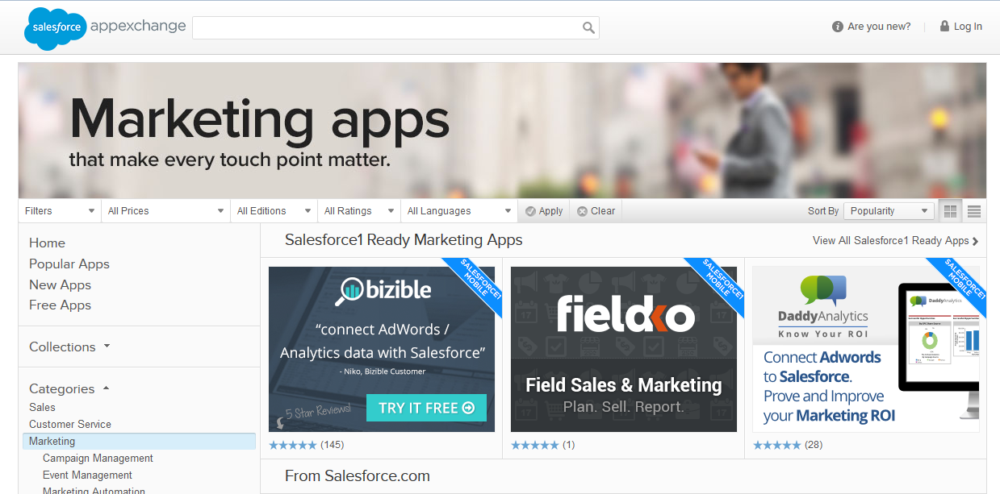 salesforce appexchange
Are you new?
Log In
Marketing apps
that make every touch point matter.
Filters
All Prices
All Editions
All Ratings
All Languages
Apply
Clear
Sort By
Popularity
Home
Popular Apps
New Apps
Free Apps
Collections
Categories
Sales
Customer Service
Marketing
Campaign Management
Event Management
Marketing Automation
Salesforce1 Ready Marketing Apps
View All Salesforce1 Ready Apps
SALESFORCE1
MOBILE
bizible
“connect AdWords /
Analytics data with Salesforce”
- Niko, Bizible Customer
5 Star Reviews!
TRY IT FREE
(145)
SALESFORCE1
MOBILE
fieldko
Field Sales & Marketing
Plan. Sell. Report.
(1)
SALESFORCE1
MOBILE
DaddyAnalytics
Know Your ROI
Connect Adwords
to Salesforce.
Prove and Improve
your Marketing ROI
DaddyAnalytics
(28)
From Salesforce.com